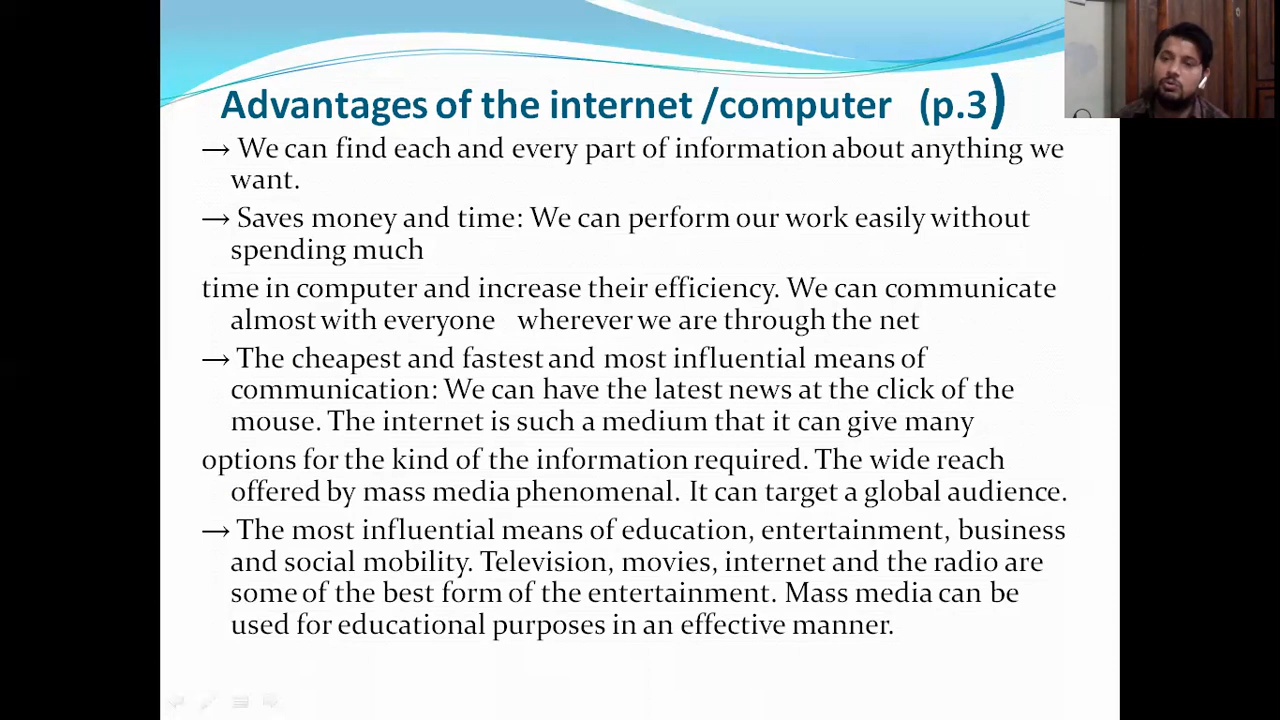 Advantages of the internet /computer (p.3)
→ We can find each and every part of information about anything we
want.
→ Saves money and time: We can perform our work easily without
spending much
time in computer and increase their efficiency. We can communicate
almost with everyone wherever we are through the net
→ The cheapest and fastest and most influential means of
communication: We can have the latest news at the click of the
mouse. The internet is such a medium that it can give many
options for the kind of the information required. The wide reach
offered by mass media phenomenal. It can target a global audience.
→ The most influential means of education, entertainment, business
and social mobility. Television, movies, internet and the radio are
some of the best form of the entertainment. Mass media can be
used for educational purposes in an effective manner.